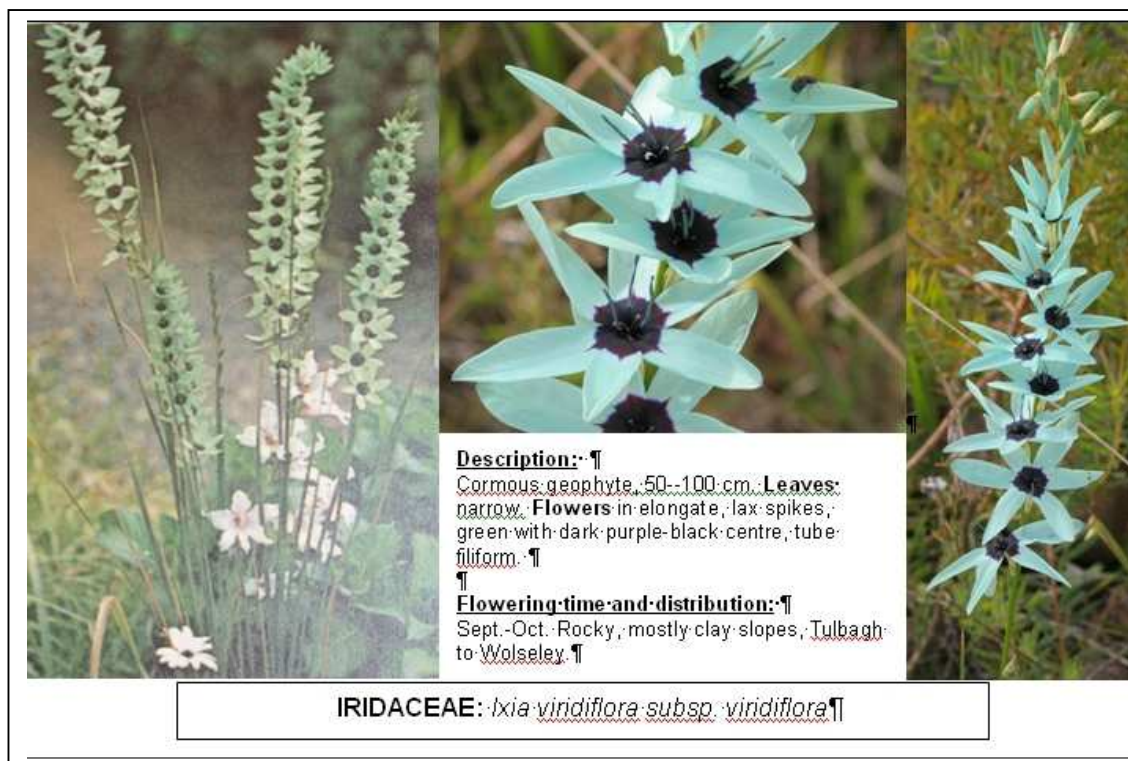 Description: ¶
Cormous geophyte, 50--100 cm. Leaves
narrow. Flowers in elongate, lax spikes,
green with dark purple-black centre, tube
filiform. ¶
¶
Flowering time and distribution: ¶
Sept.-Oct. Rocky, mostly clay slopes, Tulbagh
to Wolseley.¶
¶
IRIDACEAE: Ixia viridiflora subsp. viridiflora¶